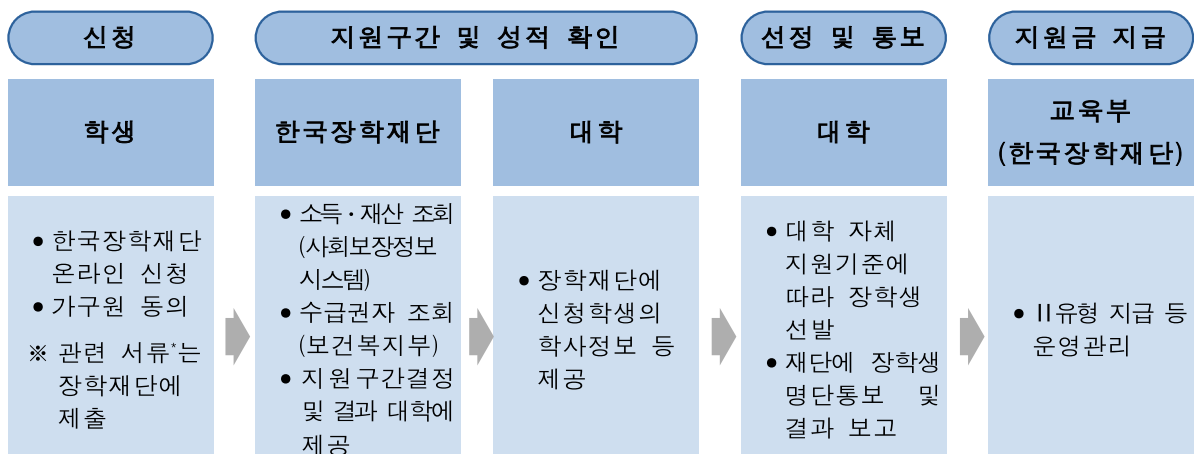 신청
지원구간 및 성적 확인
선정 및 통보
지원금 지급
학생
한국장학재단
대학
대학
교육부
(한국장학재단)
● 한국장학재단
온라인 신청
● 가구원 동의
※ 관련 서류*는
장학재단에
제출
● 소득·재산 조회
(사회보장정보
시스템)
● 수급권자 조회
(보건복지부)
● 지원구간결정
및 결과 대학에
제공
● 장학재단에
신청학생의
학사정보 등
제공
● 대학 자체
지원기준에
따라 장학생
선발
● 재단에 장학생
명단통보 및
결과 보고
● II유형 지급 등
운영관리